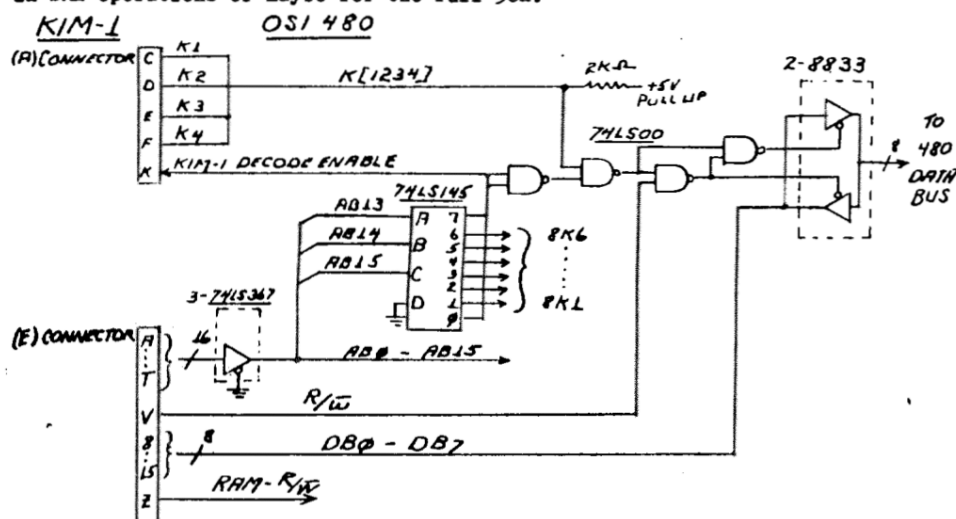 KIM-1
OSI 480
(A) CONNECTOR
C
K1
D
K2
E
K3
F
K4
K
K[1234]
2KΩ
+5V
PULL UP
2-8833
74LS00
TO
480
DATA
BUS
8
KIM-1 DECODE ENABLE
74LS145
AB13
A
7
AB14
B
6
5
AB15
C
4
3
D
2
1
0
8K6
8K1
3-74LS367
(E) CONNECTOR
A
T
16
ABØ - AB15
V
R/W̅
8
15
8
DBØ - DB7
Z
RAM-R/W̅